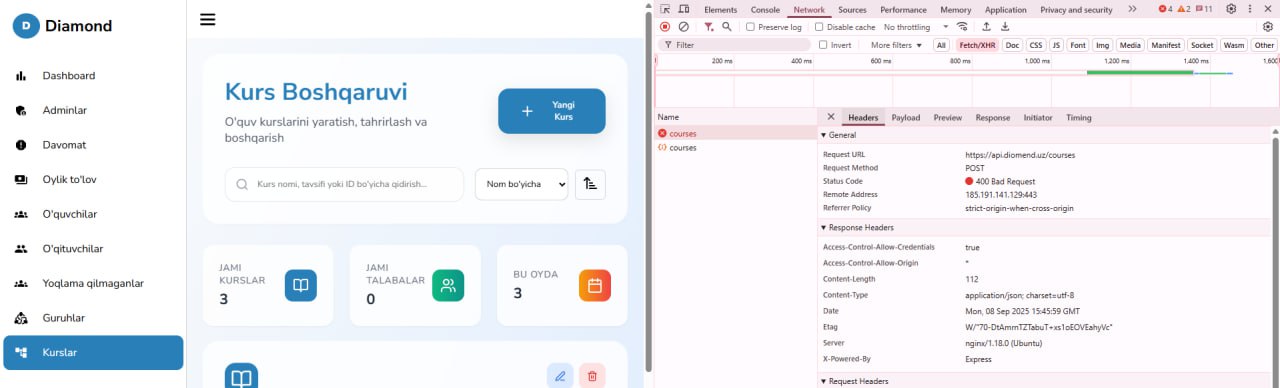 D Diamond
Dashboard
Adminlar
Davomat
Oylik to'lov
O'quvchilar
O'qituvchilar
Yoqlama qilmaganlar
Guruhlar
Kurslar
Kurs Boshqaruvi
O'quv kurslarini yaratish, tahrirlash va
boshqarish
Yangi
Kurs
Kurs nomi, tavsifi yoki ID bo'yicha qidirish...
Nom bo'yicha
JAMI
KURSLAR
3
JAMI
TALABALAR
0
BU OYDA
3
Elements Console Network Sources Performance Memory Application Privacy and security 4 2 11
Preserve log Disable cache No throttling
Filter Invert More filters All Fetch/XHR Doc CSS JS Font Img Media Manifest Socket Wasm Other
200 ms 400 ms 600 ms 800 ms 1,000 ms 1,200 ms 1,400 ms 1,600
Name
courses
courses
Headers Payload Preview Response Initiator Timing
General
Request URL https://api.diomend.uz/courses
Request Method POST
Status Code 400 Bad Request
Remote Address 185.191.141.129:443
Referrer Policy strict-origin-when-cross-origin
Response Headers
Access-Control-Allow-Credentials true
Access-Control-Allow-Origin *
Content-Length 112
Content-Type application/json; charset=utf-8
Date Mon, 08 Sep 2025 15:45:59 GMT
Etag W/"70-DtAmmTZTabuT+xs1oEOVEahyVc"
Server nginx/1.18.0 (Ubuntu)
X-Powered-By Express
Request Headers